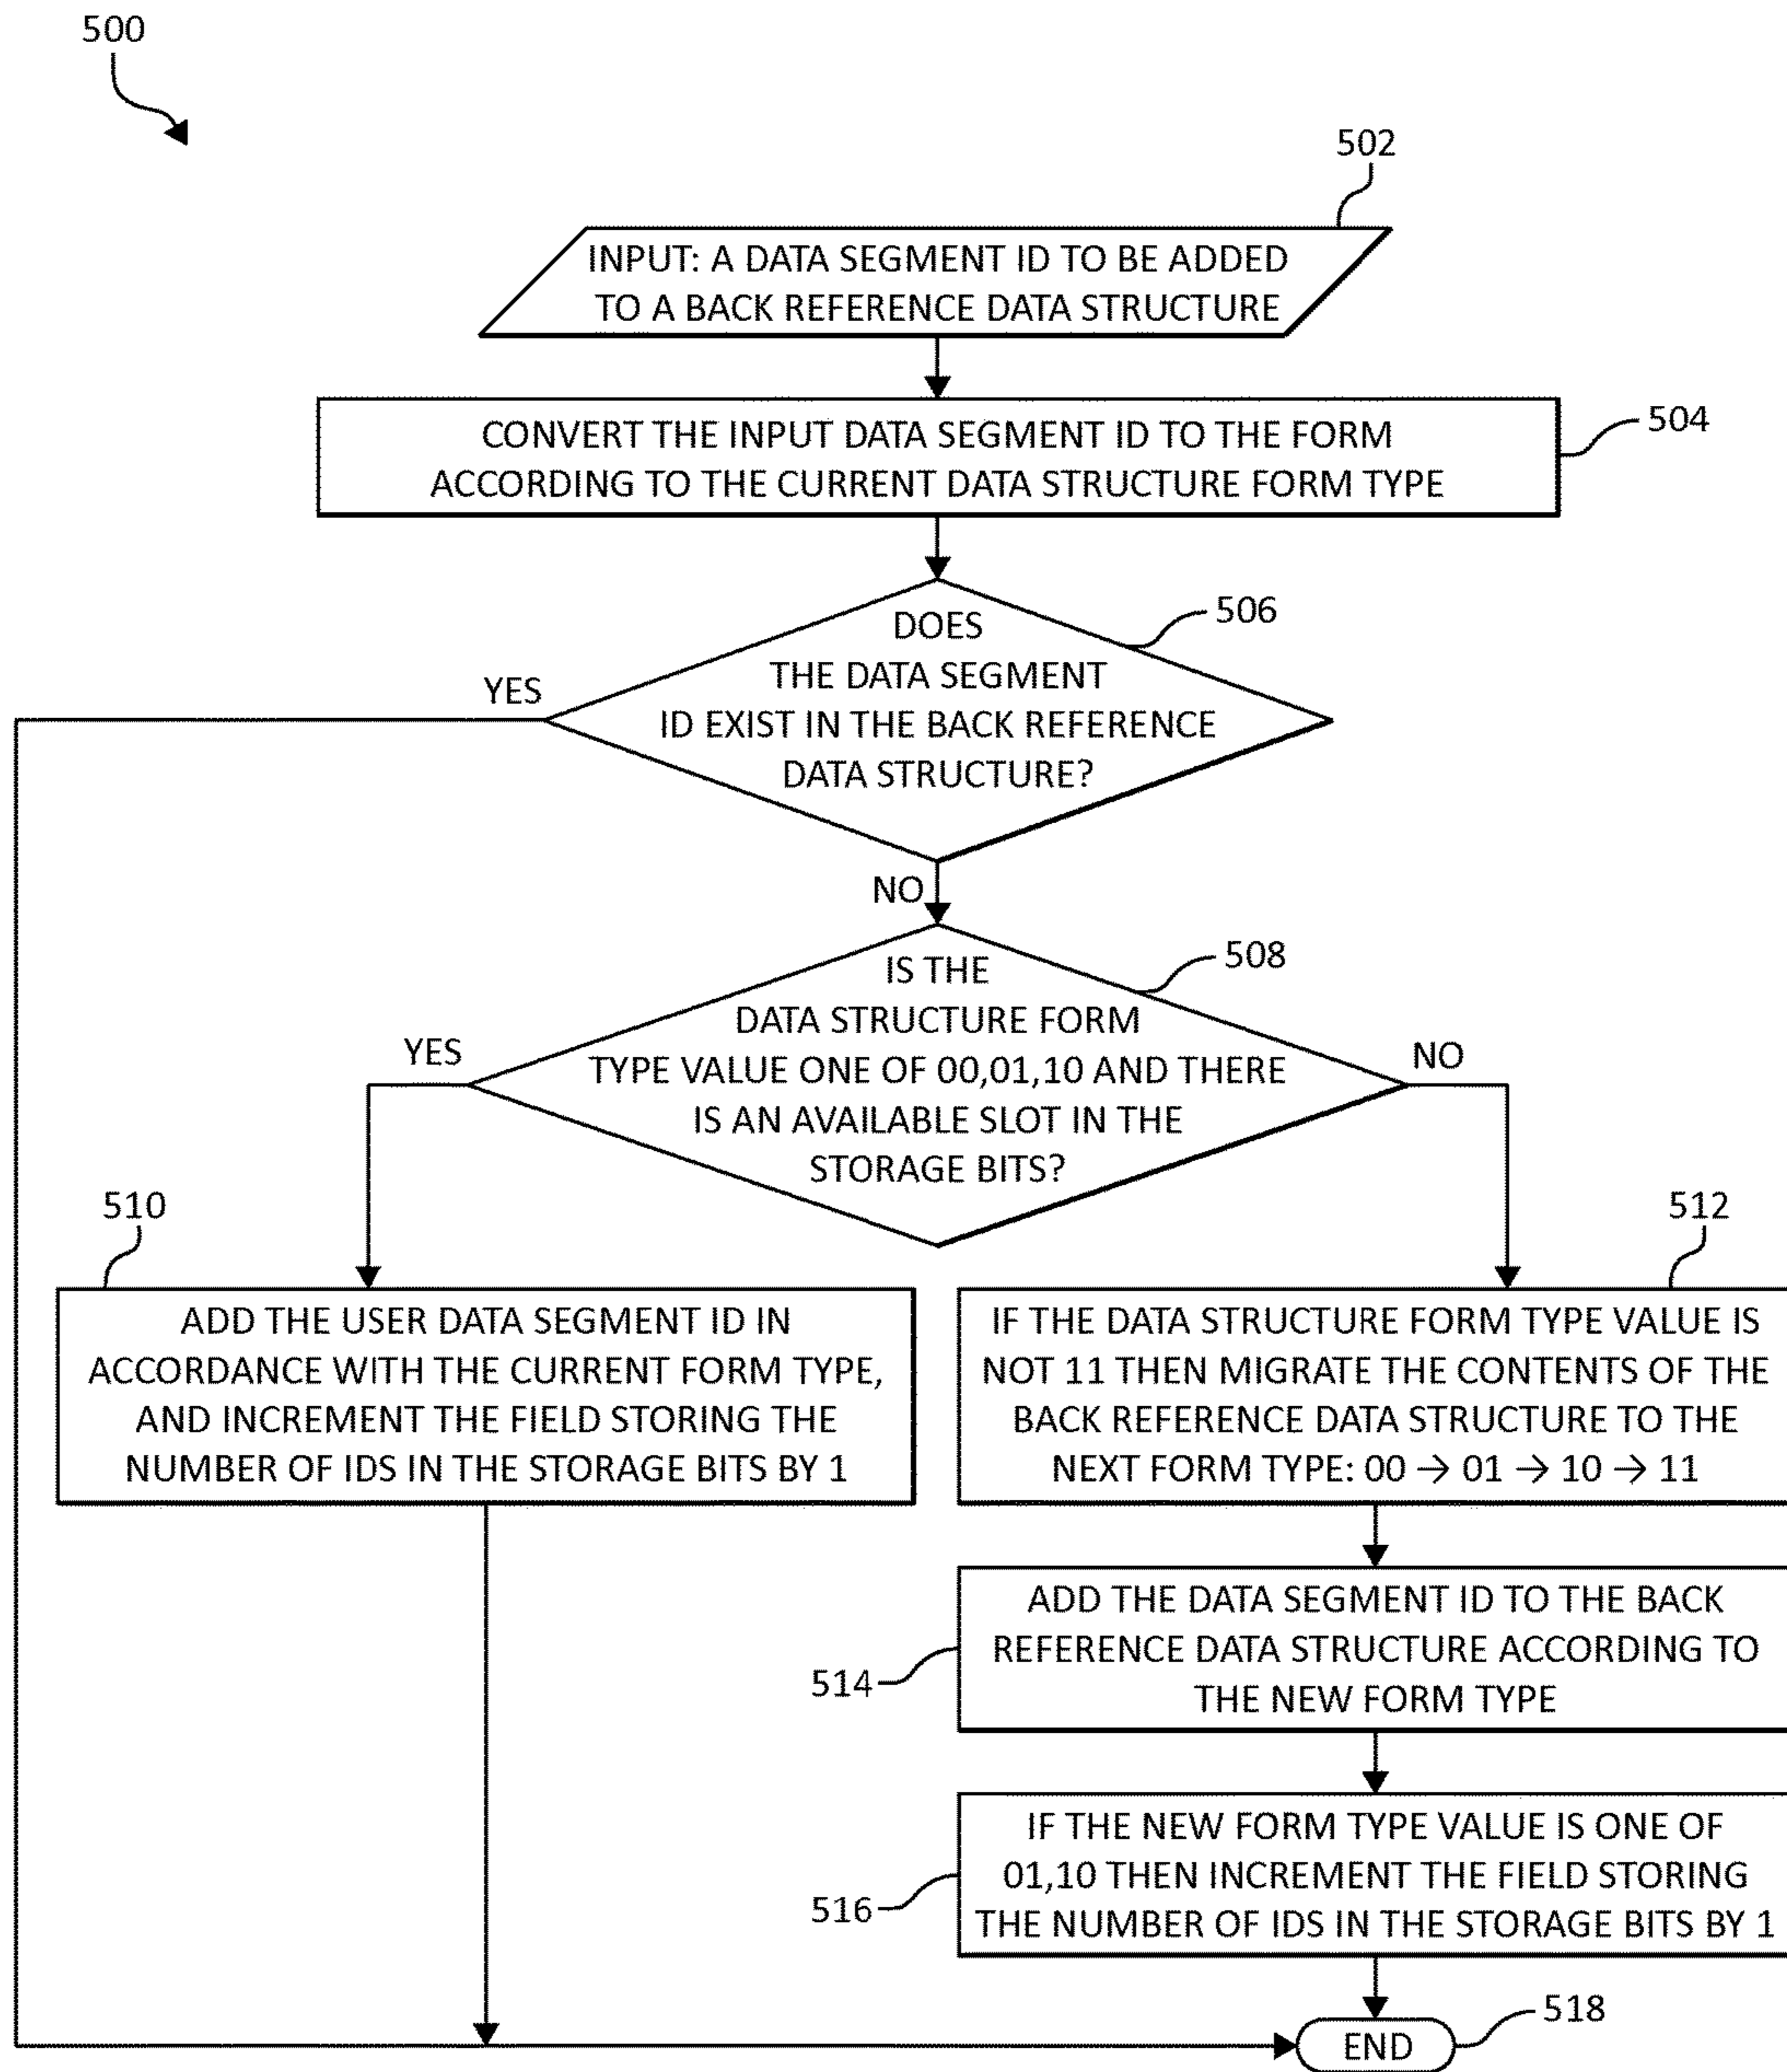 500
502
INPUT: A DATA SEGMENT ID TO BE ADDED
TO A BACK REFERENCE DATA STRUCTURE
504
CONVERT THE INPUT DATA SEGMENT ID TO THE FORM
ACCORDING TO THE CURRENT DATA STRUCTURE FORM TYPE
506
DOES
THE DATA SEGMENT
ID EXIST IN THE BACK REFERENCE
DATA STRUCTURE?
YES
NO
508
IS THE
DATA STRUCTURE FORM
TYPE VALUE ONE OF 00,01,10 AND THERE
IS AN AVAILABLE SLOT IN THE
STORAGE BITS?
YES
NO
510
ADD THE USER DATA SEGMENT ID IN
ACCORDANCE WITH THE CURRENT FORM TYPE,
AND INCREMENT THE FIELD STORING THE
NUMBER OF IDS IN THE STORAGE BITS BY 1
512
IF THE DATA STRUCTURE FORM TYPE VALUE IS
NOT 11 THEN MIGRATE THE CONTENTS OF THE
BACK REFERENCE DATA STRUCTURE TO THE
NEXT FORM TYPE: 00 → 01 → 10 → 11
514
ADD THE DATA SEGMENT ID TO THE BACK
REFERENCE DATA STRUCTURE ACCORDING TO
THE NEW FORM TYPE
516
IF THE NEW FORM TYPE VALUE IS ONE OF
01,10 THEN INCREMENT THE FIELD STORING
THE NUMBER OF IDS IN THE STORAGE BITS BY 1
518
END